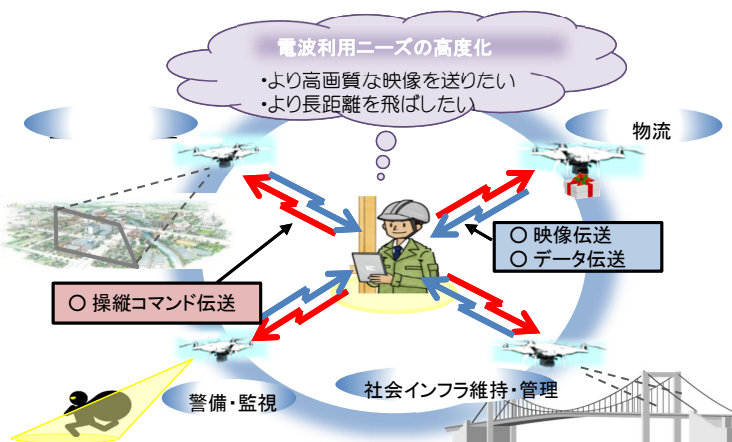 電波利用ニーズの高度化
・より高画質な映像を送りたい
・より長距離を飛ばしたい
物流
〇 映像伝送
〇 データ伝送
〇 操縦コマンド伝送
警備・監視
社会インフラ維持・管理